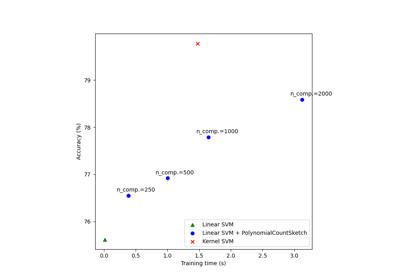 79
78
77
76
Accuracy (%)
n_comp.=2000
n_comp.=1000
n_comp.=500
n_comp.=250
Linear SVM
Linear SVM + PolynomialCountSketch
Kernel SVM
0.0 0.5 1.0 1.5 2.0 2.5 3.0
Training time (s)